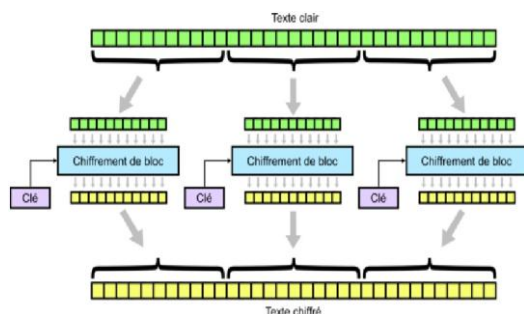 Texte clair
Chiffrement de bloc
Chiffrement de bloc
Chiffrement de bloc
Clé
Clé
Clé
Texte chiffré